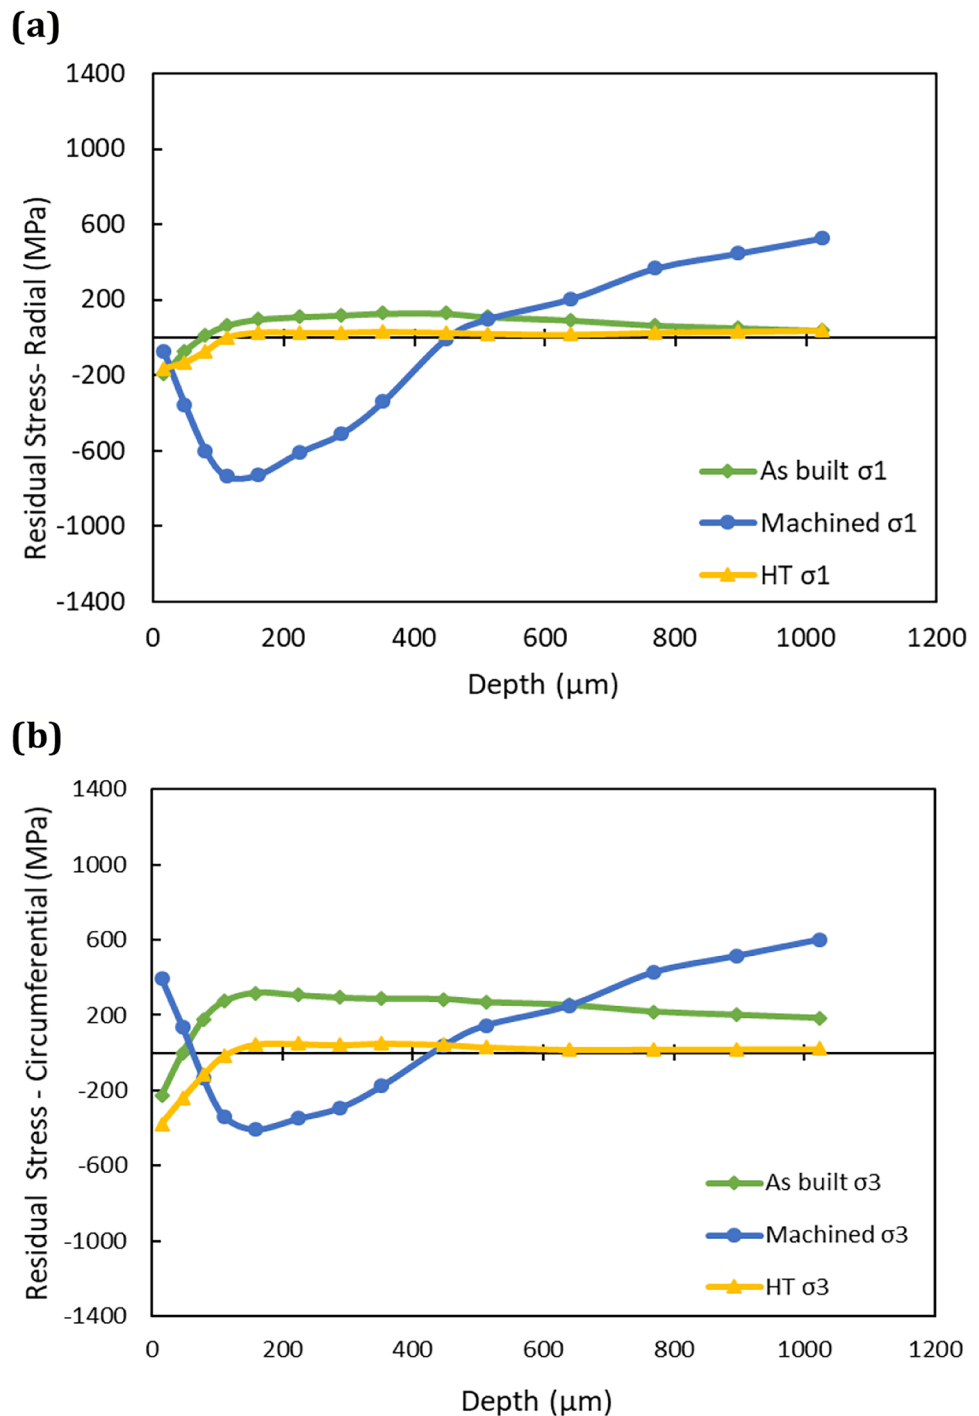 (a)
1400
1000
600
200
-200
-600
-1000
-1400
Residual Stress- Radial (MPa)
As built σ1
Machined σ1
HT σ1
0 200 400 600 800 1000 1200
Depth (μm)
(b)
1400
1000
600
200
-200
-600
-1000
-1400
Residual Stress - Circumferential (MPa)
As built σ3
Machined σ3
HT σ3
0 200 400 600 800 1000 1200
Depth (μm)